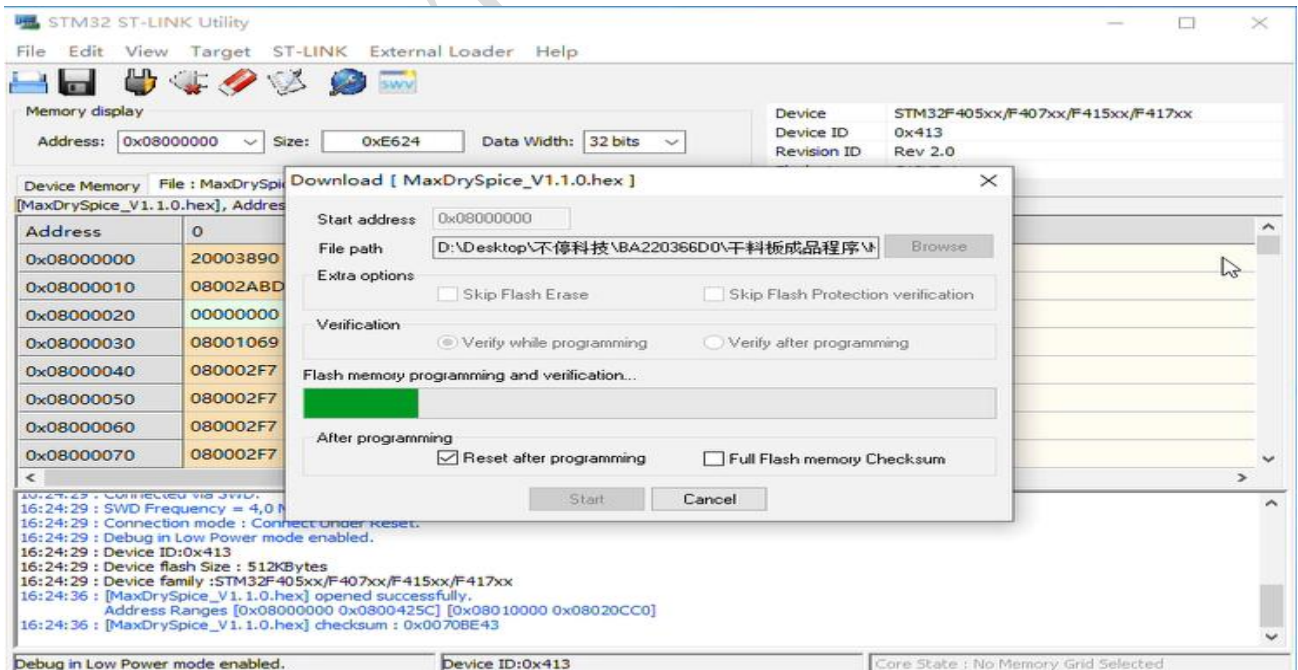 STM32 ST-LINK Utility
File Edit View Target ST-LINK External Loader Help
SWV
Memory display
Address: 0x08000000 Size: 0xE624 Data Width: 32 bits
Device STM32F405xx/F407xx/F415xx/F417xx
Device ID 0x413
Revision ID Rev 2.0
Device Memory File : MaxDrySpi
[MaxDrySpice_V1.1.0.hex], Addres
Address 0
0x08000000 20003890
0x08000010 08002ABD
0x08000020 00000000
0x08000030 08001069
0x08000040 080002F7
0x08000050 080002F7
0x08000060 080002F7
0x08000070 080002F7
Download [ MaxDrySpice_V1.1.0.hex ]
Start address 0x08000000
File path D:\Desktop\不停科技\BA220366D0\干料板成品程序\ Browse
Extra options
Skip Flash Erase Skip Flash Protection verification
Verification
Verify while programming Verify after programming
Flash memory programming and verification...
After programming
Reset after programming Full Flash memory Checksum
Start Cancel
16:24:29 : Connected via SWD.
16:24:29 : SWD Frequency = 4,0
16:24:29 : Connection mode : Connect Under Reset.
16:24:29 : Debug in Low Power mode enabled.
16:24:29 : Device ID:0x413
16:24:29 : Device flash Size : 512KBytes
16:24:29 : Device family :STM32F405xx/F407xx/F415xx/F417xx
16:24:36 : [MaxDrySpice_V1.1.0.hex] opened successfully.
Address Ranges [0x08000000 0x0800425C] [0x08010000 0x08020CC0]
16:24:36 : [MaxDrySpice_V1.1.0.hex] checksum : 0x0070BE43
Debug in Low Power mode enabled. Device ID:0x413 Core State : No Memory Grid Selected